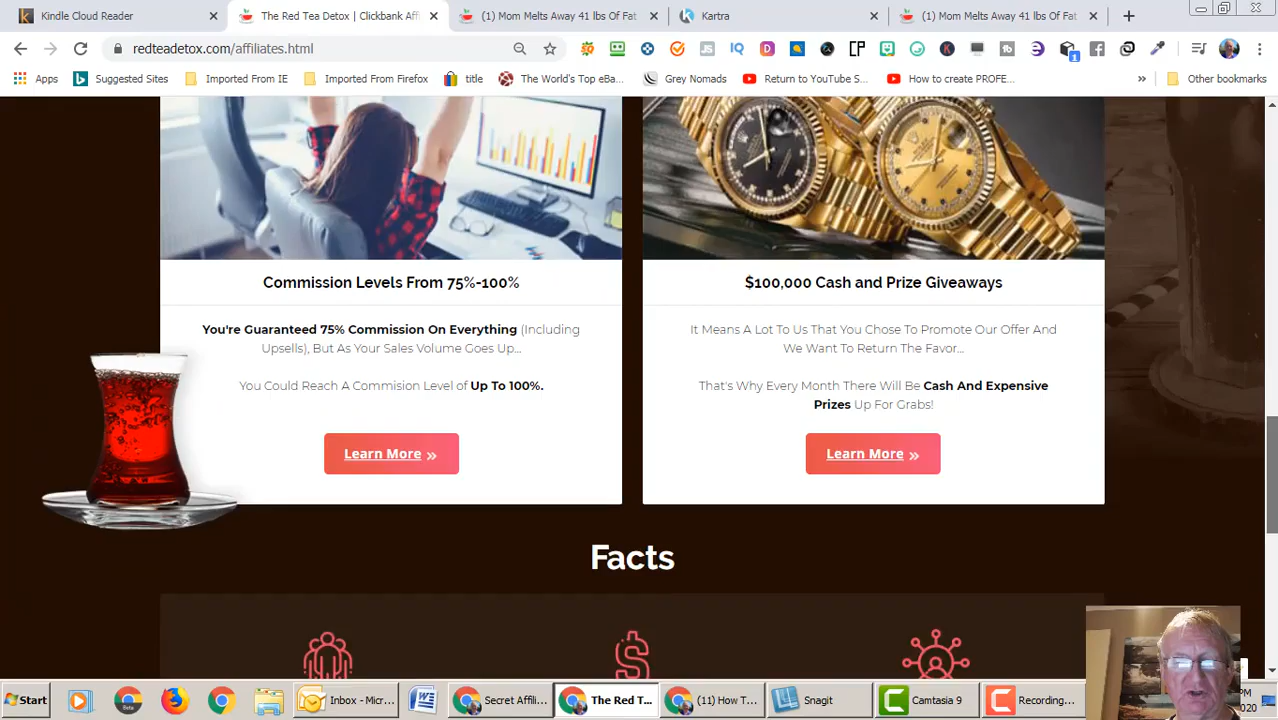 Kindle Cloud Reader
The Red Tea Detox | Clickbank Aff
(1) Mom Melts Away 41 lbs Of Fat
Kartra
(1) Mom Melts Away 41 lbs Of Fat
redteadetox.com/affiliates.html
Apps
Suggested Sites
Imported From IE
Imported From Firefox
title
The World's Top eBa...
Grey Nomads
Return to YouTube S...
How to create PROFE...
Other bookmarks
Commission Levels From 75%-100%
You're Guaranteed 75% Commission On Everything (Including
Upsells), But As Your Sales Volume Goes Up...
You Could Reach A Commision Level of Up To 100%.
Learn More »
$100,000 Cash and Prize Giveaways
It Means A Lot To Us That You Chose To Promote Our Offer And
We Want To Return The Favor...
That's Why Every Month There Will Be Cash And Expensive
Prizes Up For Grabs!
Learn More »
Facts
Start
Inbox - Micr...
Secret Affili...
The Red T...
(11) How T...
Snagit
Camtasia 9
Recording...